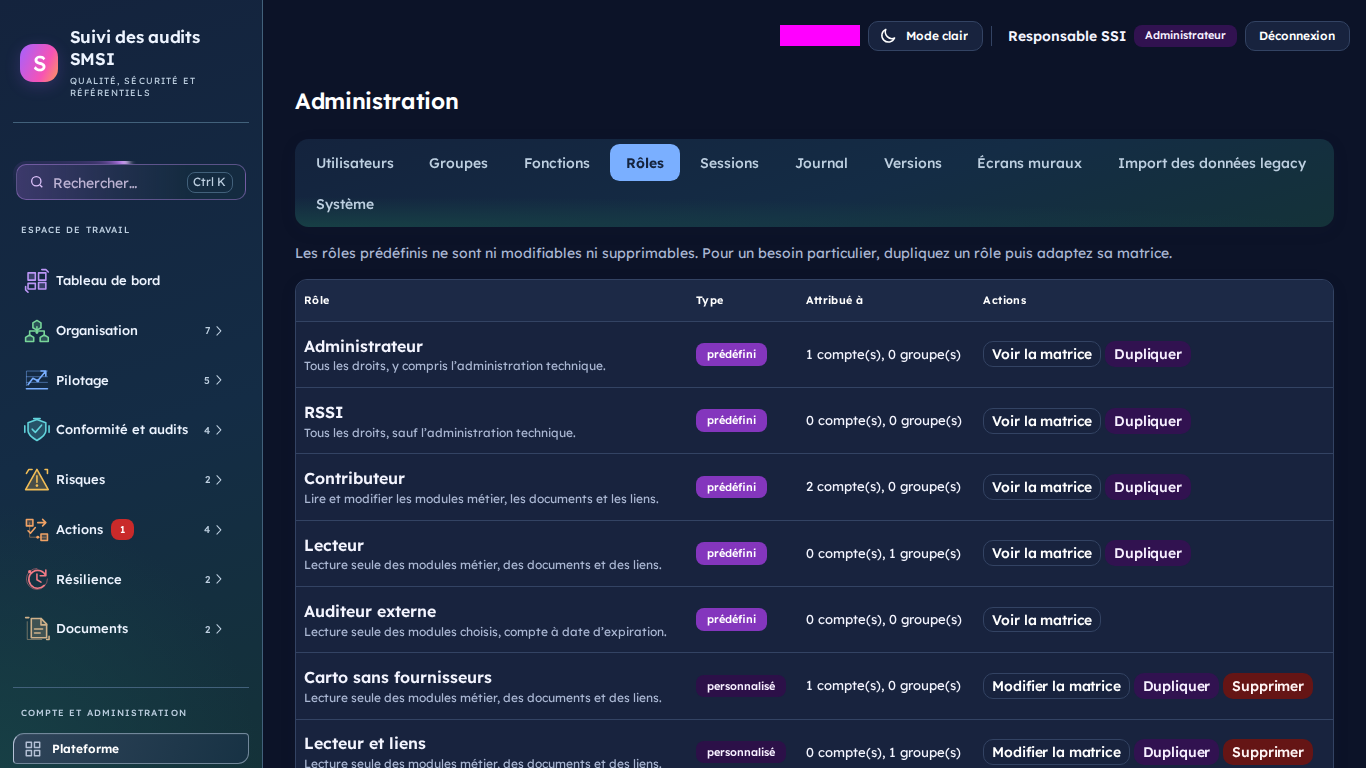 Suivi des audits
SMSI
QUALITÉ, SÉCURITÉ ET
RÉFÉRENTIELS
Rechercher...
Ctrl K
ESPACE DE TRAVAIL
Tableau de bord
Organisation 7
Pilotage 5
Conformité et audits 4
Risques 2
Actions 1 4
Résilience 2
Documents 2
COMPTE ET ADMINISTRATION
Plateforme
Mode clair
Responsable SSI
Administrateur
Déconnexion
Administration
Utilisateurs
Groupes
Fonctions
Rôles
Sessions
Journal
Versions
Écrans muraux
Import des données legacy
Système
Les rôles prédéfinis ne sont ni modifiables ni supprimables. Pour un besoin particulier, dupliquez un rôle puis adaptez sa matrice.
Rôle Type Attribué à Actions
Administrateur
Tous les droits, y compris l'administration technique.
prédéfini
1 compte(s), 0 groupe(s)
Voir la matrice
Dupliquer
RSSI
Tous les droits, sauf l'administration technique.
prédéfini
0 compte(s), 0 groupe(s)
Voir la matrice
Dupliquer
Contributeur
Lire et modifier les modules métier, les documents et les liens.
prédéfini
2 compte(s), 0 groupe(s)
Voir la matrice
Dupliquer
Lecteur
Lecture seule des modules métier, des documents et des liens.
prédéfini
0 compte(s), 1 groupe(s)
Voir la matrice
Dupliquer
Auditeur externe
Lecture seule des modules choisis, compte à date d'expiration.
prédéfini
0 compte(s), 0 groupe(s)
Voir la matrice
Carto sans fournisseurs
Lecture seule des modules métier, des documents et des liens.
personnalisé
1 compte(s), 0 groupe(s)
Modifier la matrice
Dupliquer
Supprimer
Lecteur et liens
Lecture seule des modules métier, des documents et des liens.
personnalisé
0 compte(s), 1 groupe(s)
Modifier la matrice
Dupliquer
Supprimer